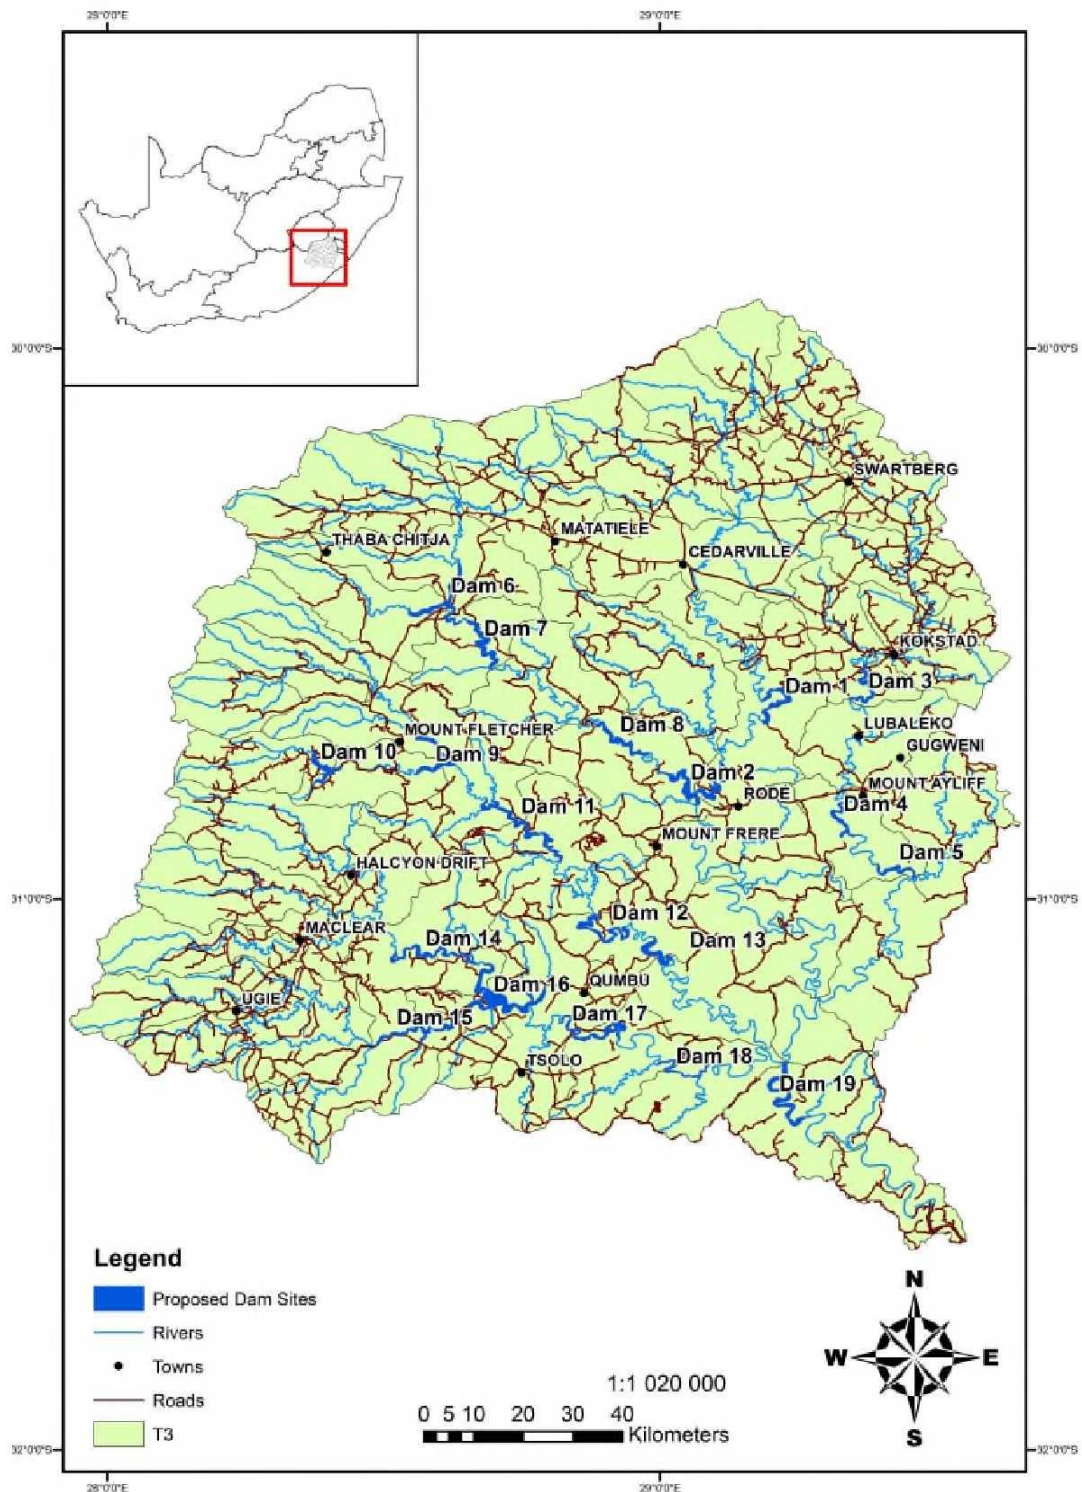 28°0'0"E
29°0'0"E
30°0'0"S
30°0'0"S
SWARTBERG
MATATIELE
THABA CHITJA
CEDARVILLE
Dam 6
Dam 7
KOKSTAD
Dam 3
Dam 1
LUBALEKO
Dam 8
MOUNT FLETCHER
GUGWENI
Dam 10
Dam 9
Dam 2
MOUNT AYLIFF
RODE
Dam 4
Dam 11
MOUNT FRERE
Dam 5
HALCYON DRIFT
31°0'0"S
31°0'0"S
Dam 12
MACLEAR
Dam 14
Dam 13
Dam 16
QUMBU
UGIE
Dam 15
Dam 17
TSOLO
Dam 18
Dam 19
Legend
Proposed Dam Sites
Rivers
Towns
Roads
T3
N
W
E
S
1:1 020 000
0 5 10 20 30 40
Kilometers
32°0'0"S
32°0'0"S
28°0'0"E
29°0'0"E